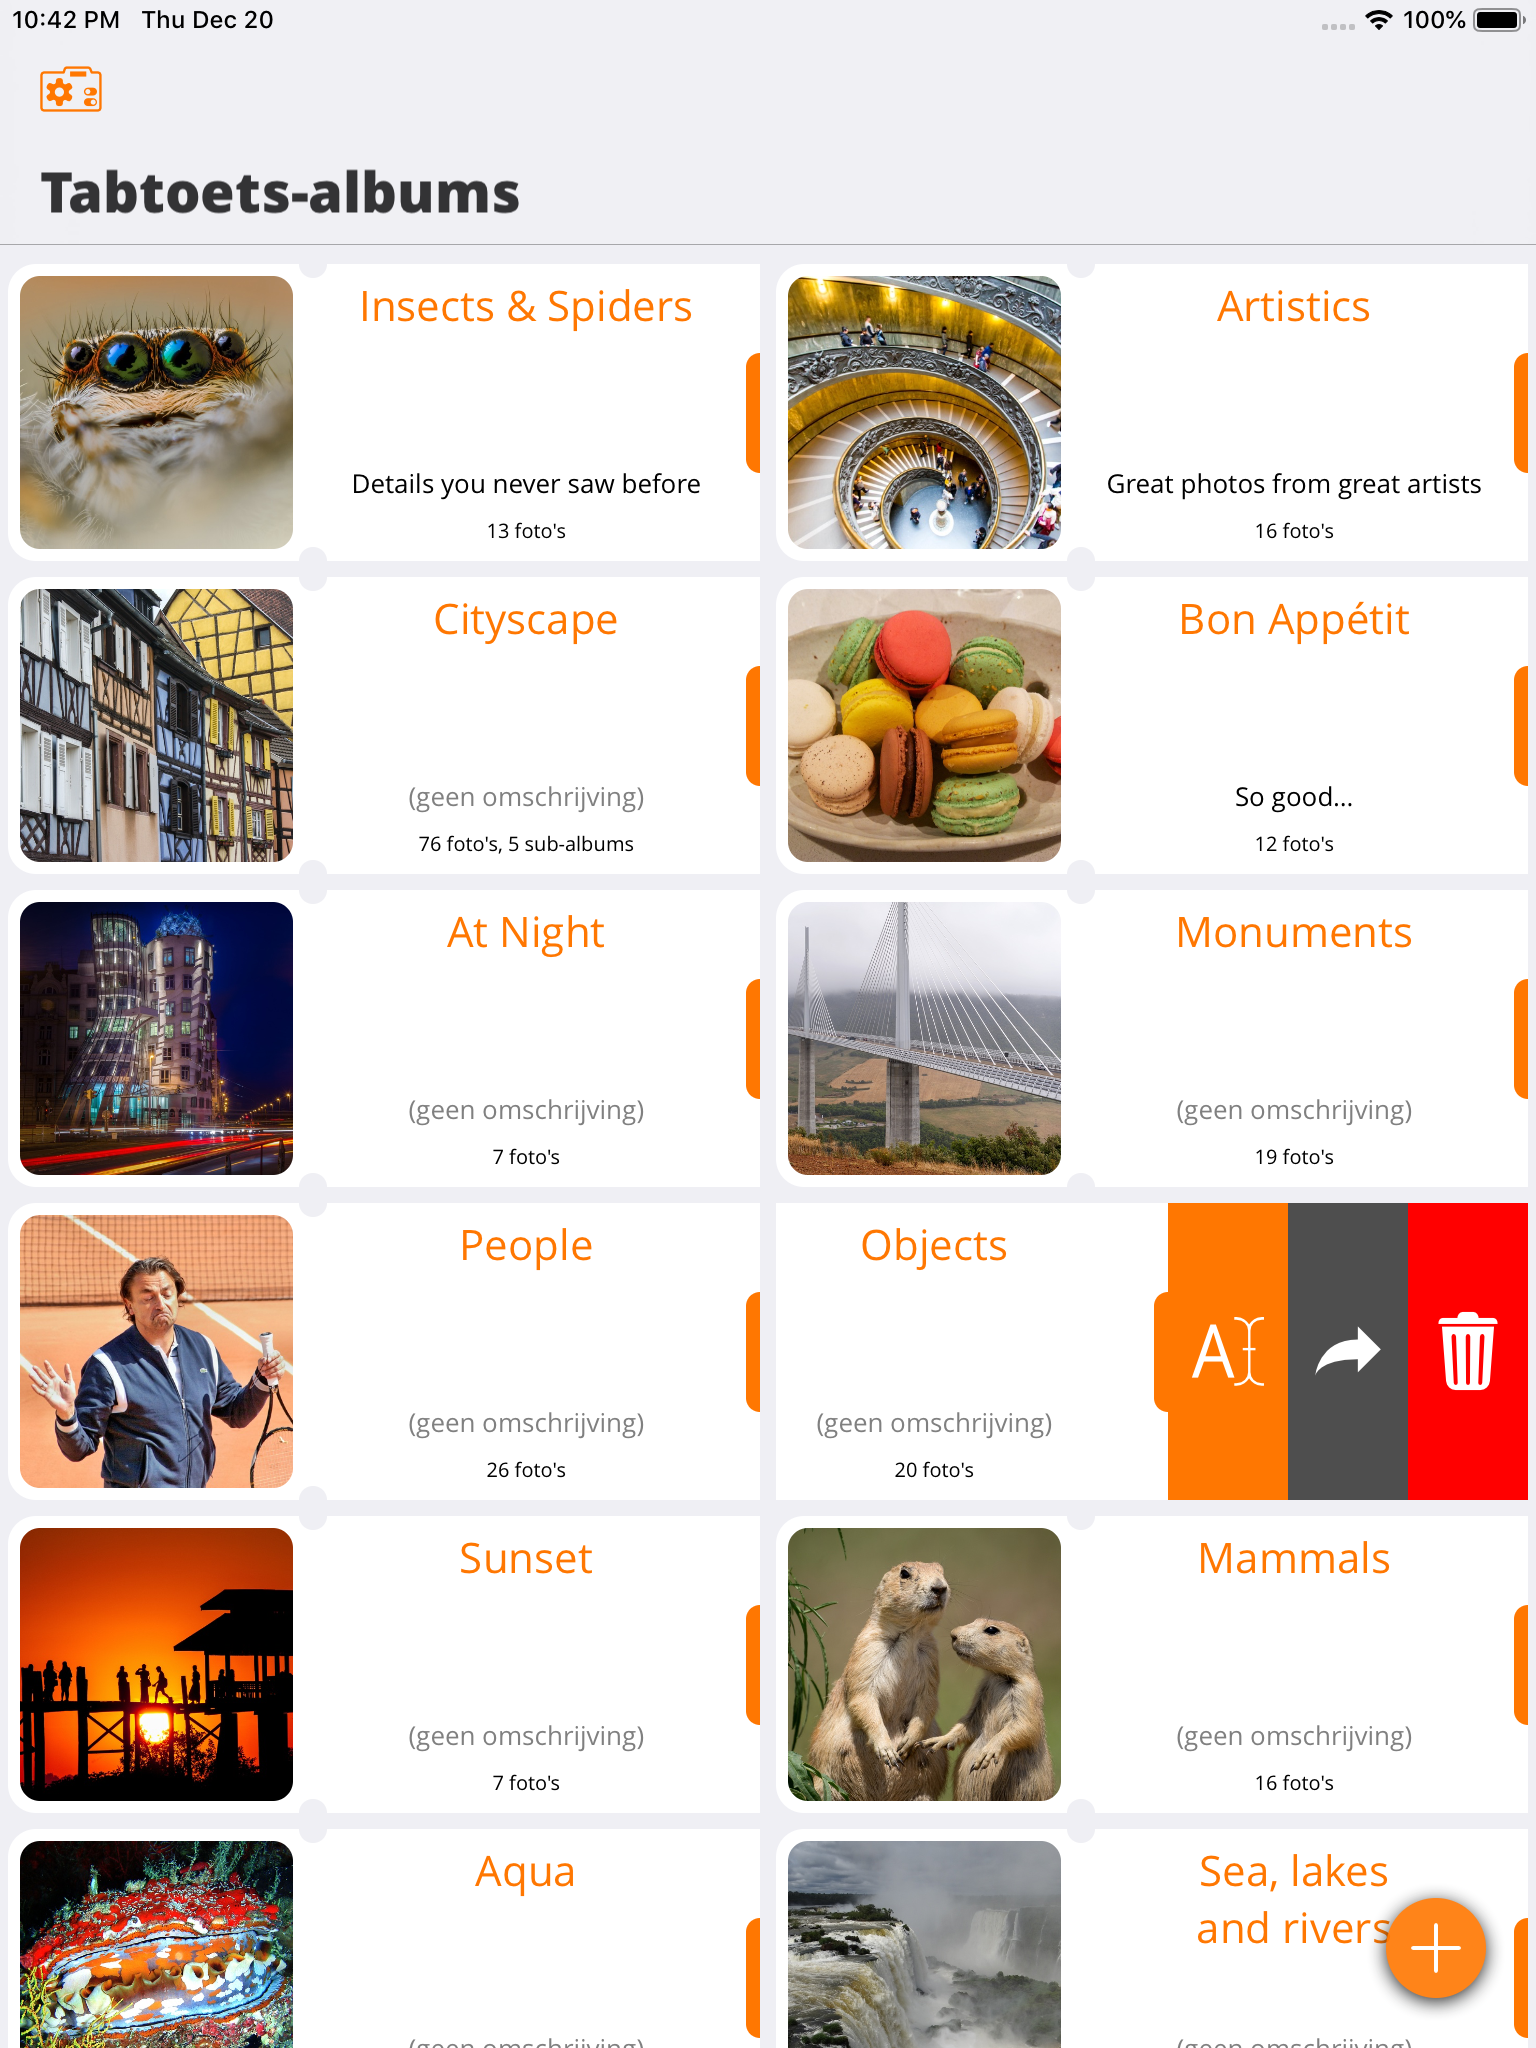 10:42 PM Thu Dec 20
100%
Tabtoets-albums
Insects & Spiders
Details you never saw before
13 foto's
Artistics
Great photos from great artists
16 foto's
Cityscape
(geen omschrijving)
76 foto's, 5 sub-albums
Bon Appétit
So good...
12 foto's
At Night
(geen omschrijving)
7 foto's
Monuments
(geen omschrijving)
19 foto's
People
(geen omschrijving)
26 foto's
Objects
(geen omschrijving)
20 foto's
A
Sunset
(geen omschrijving)
7 foto's
Mammals
(geen omschrijving)
16 foto's
Aqua
(geen omschrijving)
Sea, lakes
and rivers
(geen omschrijving)